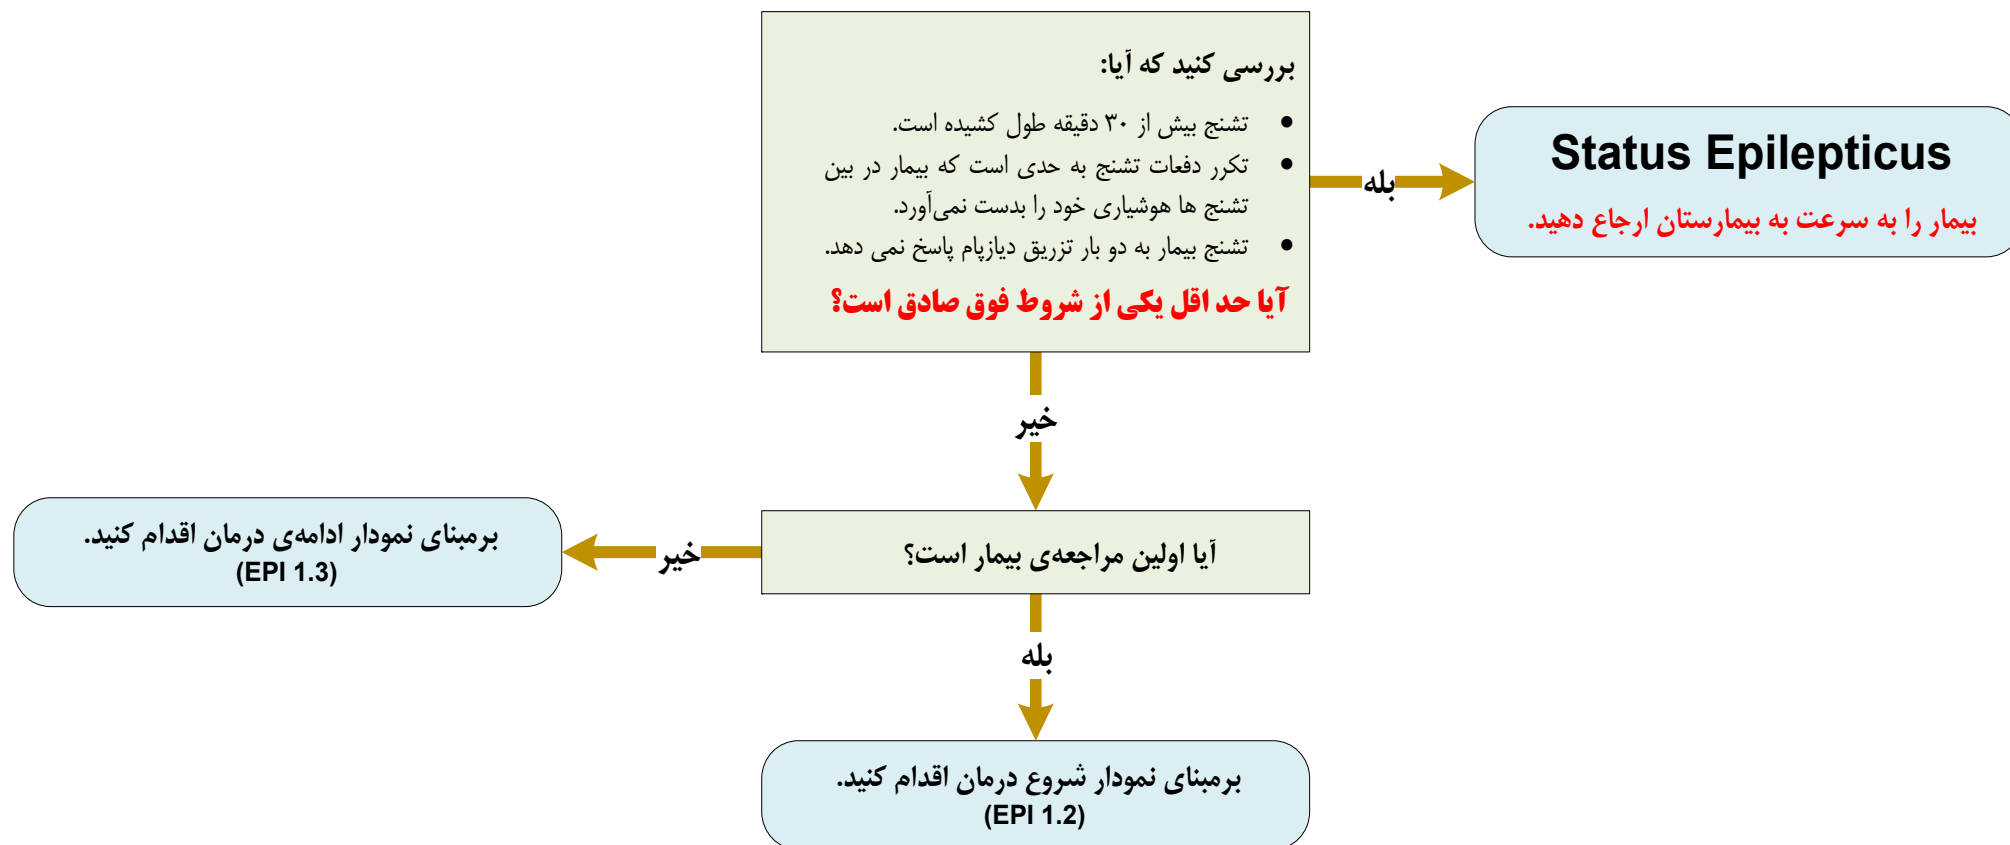 بررسی کنید که آیا:
• تشنج بیش از ۳۰ دقیقه طول کشیده است.
• تکرر دفعات تشنج به حدی است که بیمار در بین
تشنج ها هوشیاری خود را بدست نمی‌آورد.
• تشنج بیمار به دو بار تزریق دیازپام پاسخ نمی دهد.
آیا حد اقل یکی از شروط فوق صادق است؟
بله
Status Epilepticus
بیمار را به سرعت به بیمارستان ارجاع دهید.
خیر
آیا اولین مراجعه‌ی بیمار است؟
خیر
برمبنای نمودار ادامه‌ی درمان اقدام کنید.
(EPI 1.3)
بله
برمبنای نمودار شروع درمان اقدام کنید.
(EPI 1.2)